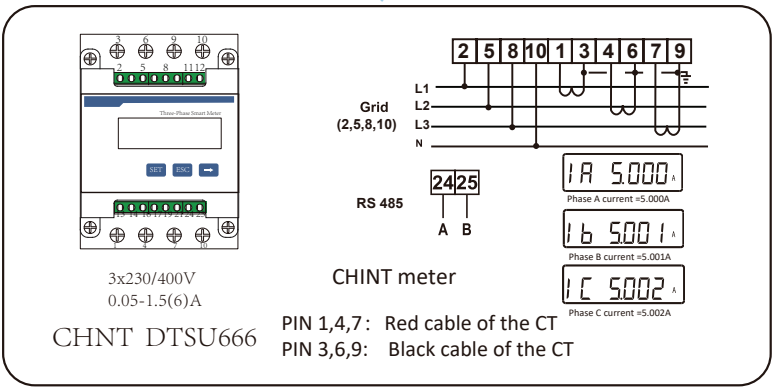 3 6 9 10
2 5 8 11 12
Three-Phase Smart Meter
SET ESC
13 14 16 17 19 21 24 25
1 4 7 10
3x230/400V
0.05-1.5(6)A
CHNT DTSU666
2 5 8 10 1 3 4 6 7 9
L1
L2
L3
N
Grid
(2,5,8,10)
RS 485
24 25
A B
CHINT meter
PIN 1,4,7: Red cable of the CT
PIN 3,6,9: Black cable of the CT
1A 5.000 A
Phase A current =5.000A
1b 5.001 A
Phase B current =5.001A
1C 5.002 A
Phase C current =5.002A